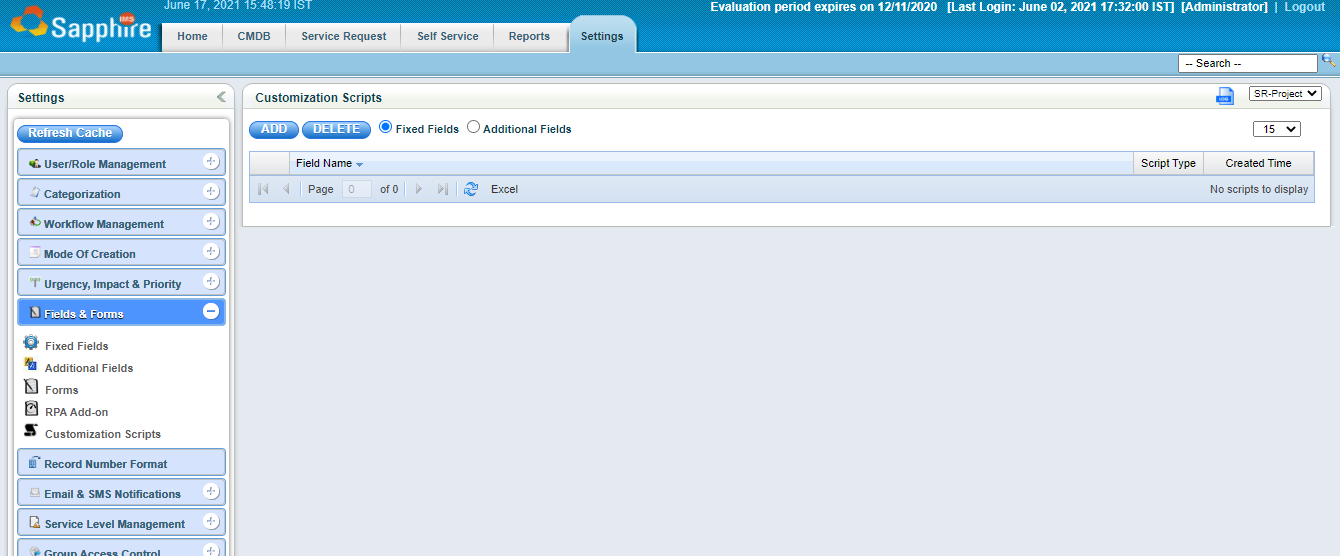 June 17, 2021 15:48:19 IST
Evaluation period expires on 12/11/2020 [Last Login: June 02, 2021 17:32:00 IST] [Administrator] | Logout
Sapphire IMS
Home CMDB Service Request Self Service Reports Settings
-- Search --
Settings
Customization Scripts
SR-Project
Refresh Cache
ADD DELETE Fixed Fields Additional Fields
15
User/Role Management
Categorization
Workflow Management
Mode Of Creation
Urgency, Impact & Priority
Fields & Forms
Fixed Fields
Additional Fields
Forms
RPA Add-on
Customization Scripts
Record Number Format
Email & SMS Notifications
Service Level Management
Group Access Control
Field Name Script Type Created Time
Page 0 of 0 Excel No scripts to display